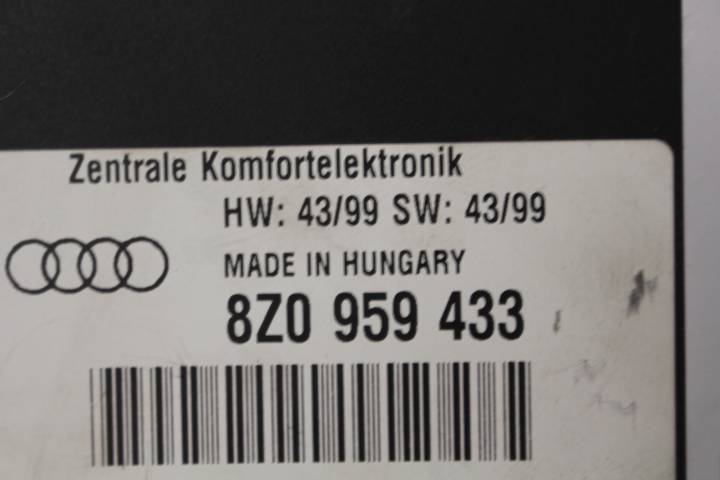 Zentrale Komfortelektronik
HW: 43/99 SW: 43/99
MADE IN HUNGARY
8Z0 959 433